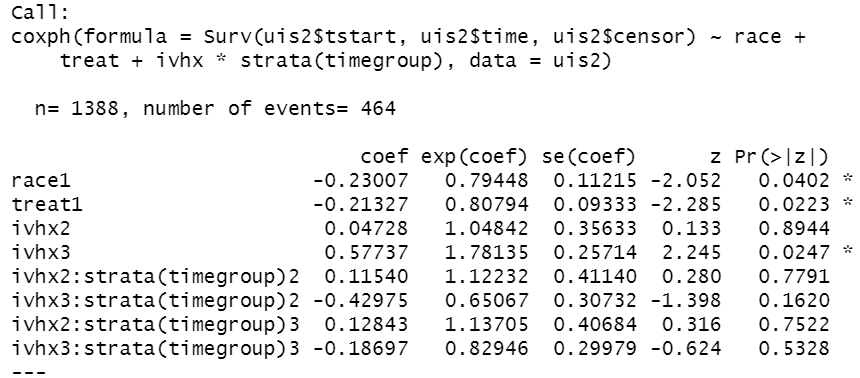 Call:
coxph(formula = Surv(uis2$tstart, uis2$time, uis2$censor) ~ race +
    treat + ivhx * strata(timegroup), data = uis2)

  n= 1388, number of events= 464

                              coef exp(coef) se(coef)      z Pr(>|z|)
race1                     -0.23007   0.79448  0.11215 -2.052   0.0402 *
treat1                    -0.21327   0.80794  0.09333 -2.285   0.0223 *
ivhx2                      0.04728   1.04842  0.35633  0.133   0.8944
ivhx3                      0.57737   1.78135  0.25714  2.245   0.0247 *
ivhx2:strata(timegroup)2   0.11540   1.12232  0.41140  0.280   0.7791
ivhx3:strata(timegroup)2  -0.42975   0.65067  0.30732 -1.398   0.1620
ivhx2:strata(timegroup)3   0.12843   1.13705  0.40684  0.316   0.7522
ivhx3:strata(timegroup)3  -0.18697   0.82946  0.29979 -0.624   0.5328
---